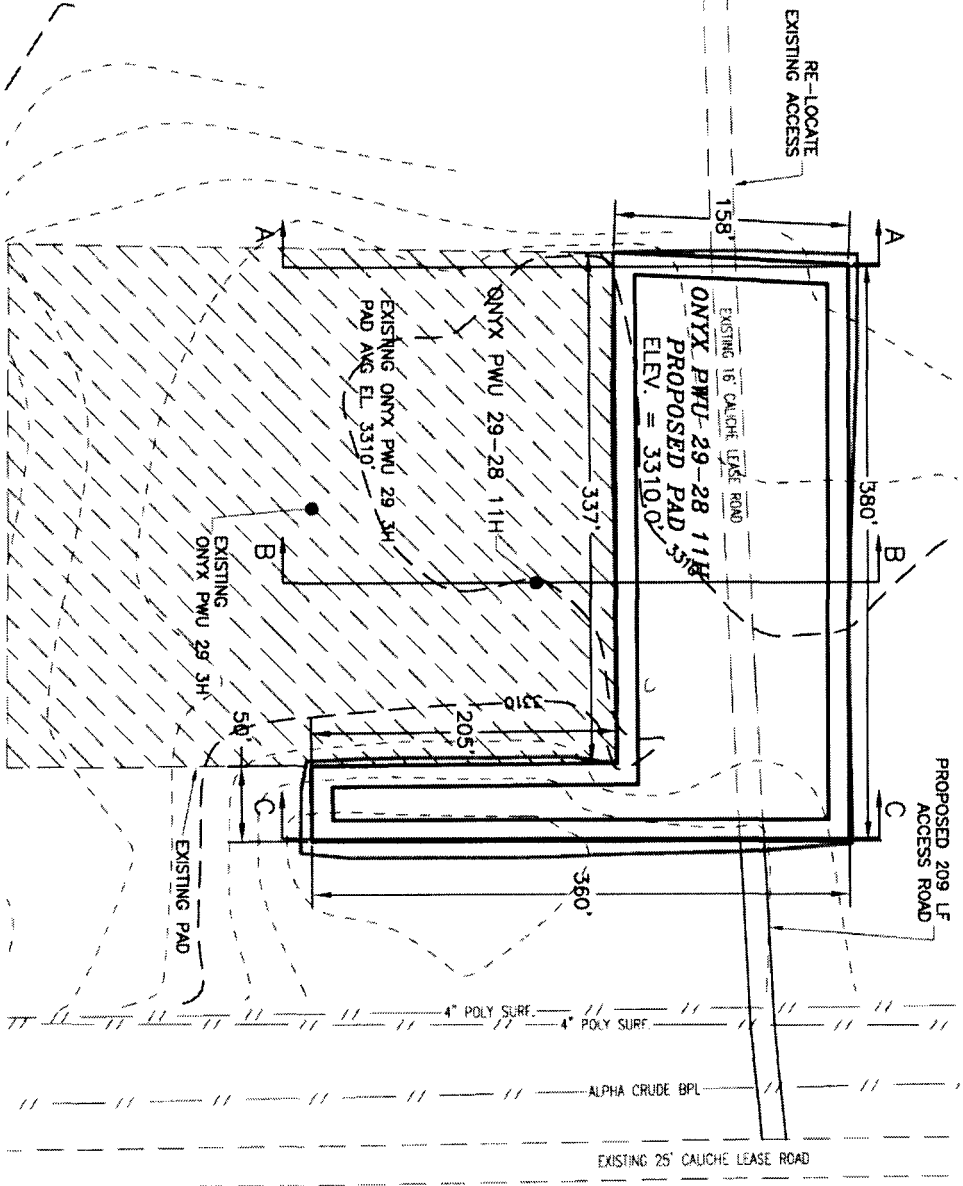 RE-LOCATE
EXISTING ACCESS
A
158'
380'
B
C
PROPOSED 209 LF
ACCESS ROAD
EXISTING 16' CALICHE LEASE ROAD
ONYX PWU 29-28 11H
PROPOSED PAD
ELEV. = 3310.0'
3310
337'
A
ONYX PWU 29-28 11H
EXISTING ONYX PWU 29 3H
PAD AVG EL. 3310'
B
EXISTING
ONYX PWU 29 3H
3310
205'
50'
C
360'
EXISTING PAD
4" POLY SURF.
4" POLY SURF.
ALPHA CRUDE BPL
EXISTING 25' CALICHE LEASE ROAD